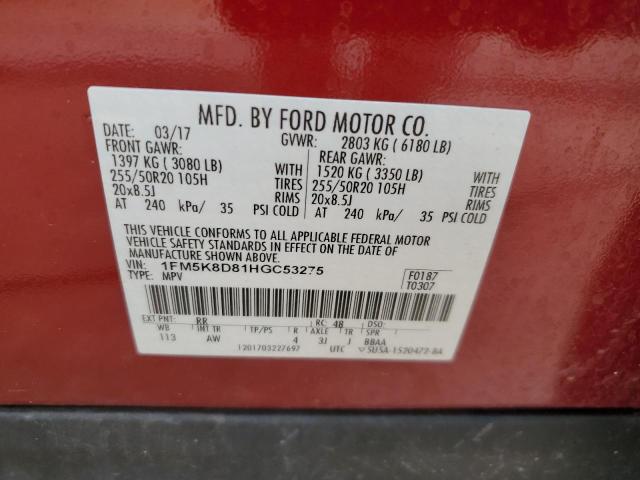 MFD. BY FORD MOTOR CO.
DATE: 03/17 GVWR: 2803 KG ( 6180 LB)
FRONT GAWR: REAR GAWR:
1397 KG ( 3080 LB) WITH 1520 KG ( 3350 LB) WITH
255/50R20 105H TIRES 255/50R20 105H TIRES
20x8.5J RIMS 20x8.5J RIMS
AT 240 kPa/ 35 PSI COLD AT 240 kPa/ 35 PSI COLD
THIS VEHICLE CONFORMS TO ALL APPLICABLE FEDERAL MOTOR
VEHICLE SAFETY STANDARDS IN EFFECT ON THE DATE OF
MANUFACTURE SHOWN ABOVE.
VIN: 1FM5K8D81HGC53275 F0187
TYPE: MPV T0307
EXT PNT: RR RC: 48 DSO:
WB INT TR TP/PS R AXLE TR SPR
113 AW 4 3J J BBAA
1201703227697 UTC 5U5A-1520472-BA